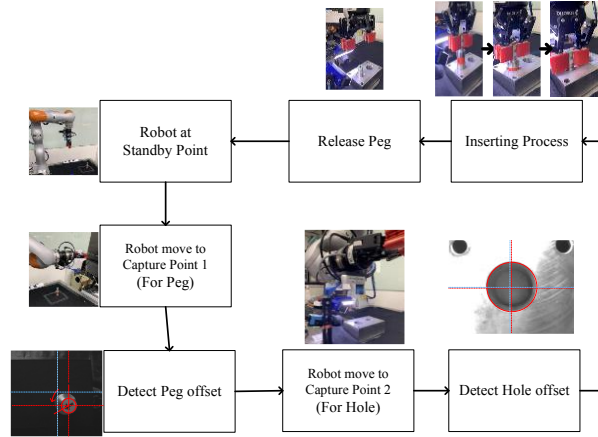 Robot at
Standby Point
Release Peg
Inserting Process
Robot move to
Capture Point 1
(For Peg)
Detect Peg offset
Robot move to
Capture Point 2
(For Hole)
Detect Hole offset